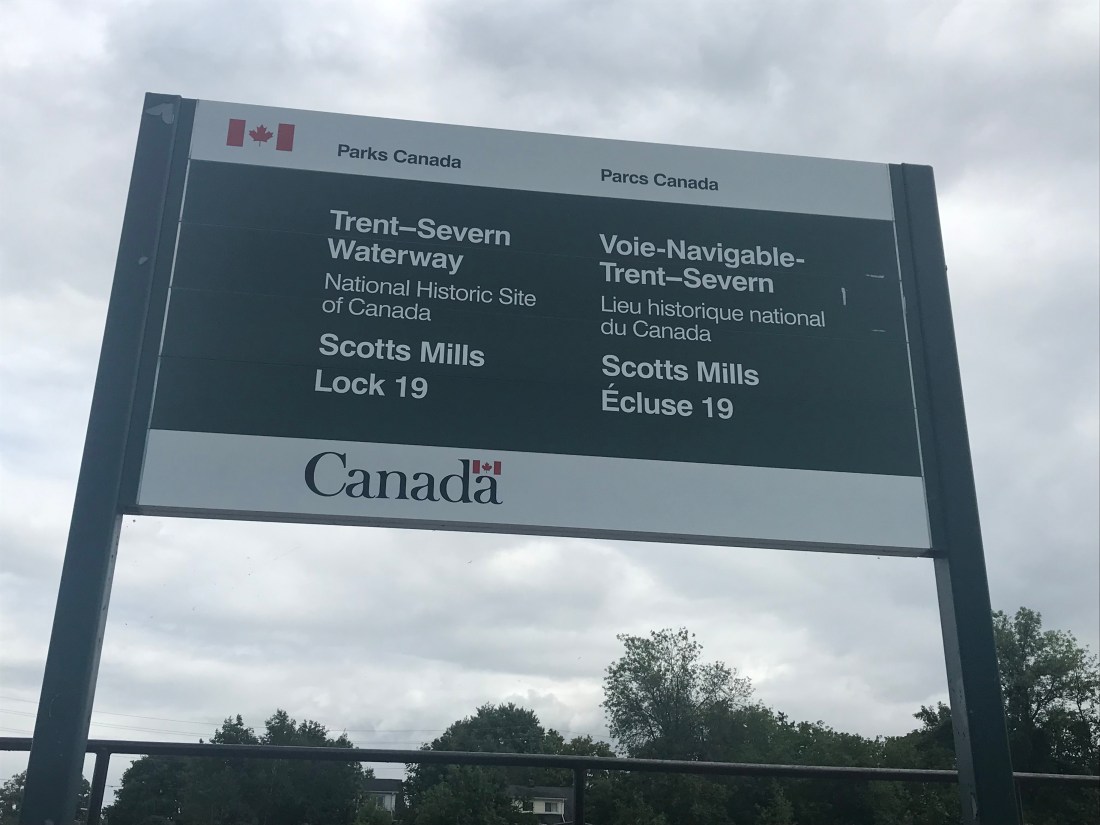 Parks Canada
Parcs Canada
Trent–Severn
Waterway
National Historic Site
of Canada
Scotts Mills
Lock 19
Voie-Navigable-
Trent–Severn
Lieu historique national
du Canada
Scotts Mills
Écluse 19
Canada